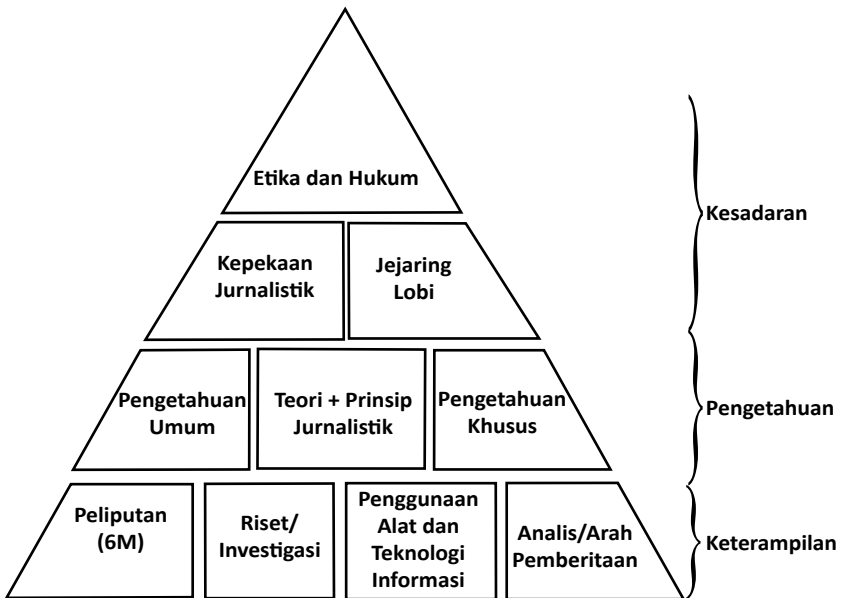 Etika dan Hukum
Kesadaran
Kepekaan
Jurnalistik
Jejaring
Lobi
Pengetahuan
Umum
Teori + Prinsip
Jurnalistik
Pengetahuan
Khusus
Pengetahuan
Peliputan
(6M)
Riset/
Investigasi
Penggunaan
Alat dan
Teknologi
Informasi
Analis/Arah
Pemberitaan
Keterampilan